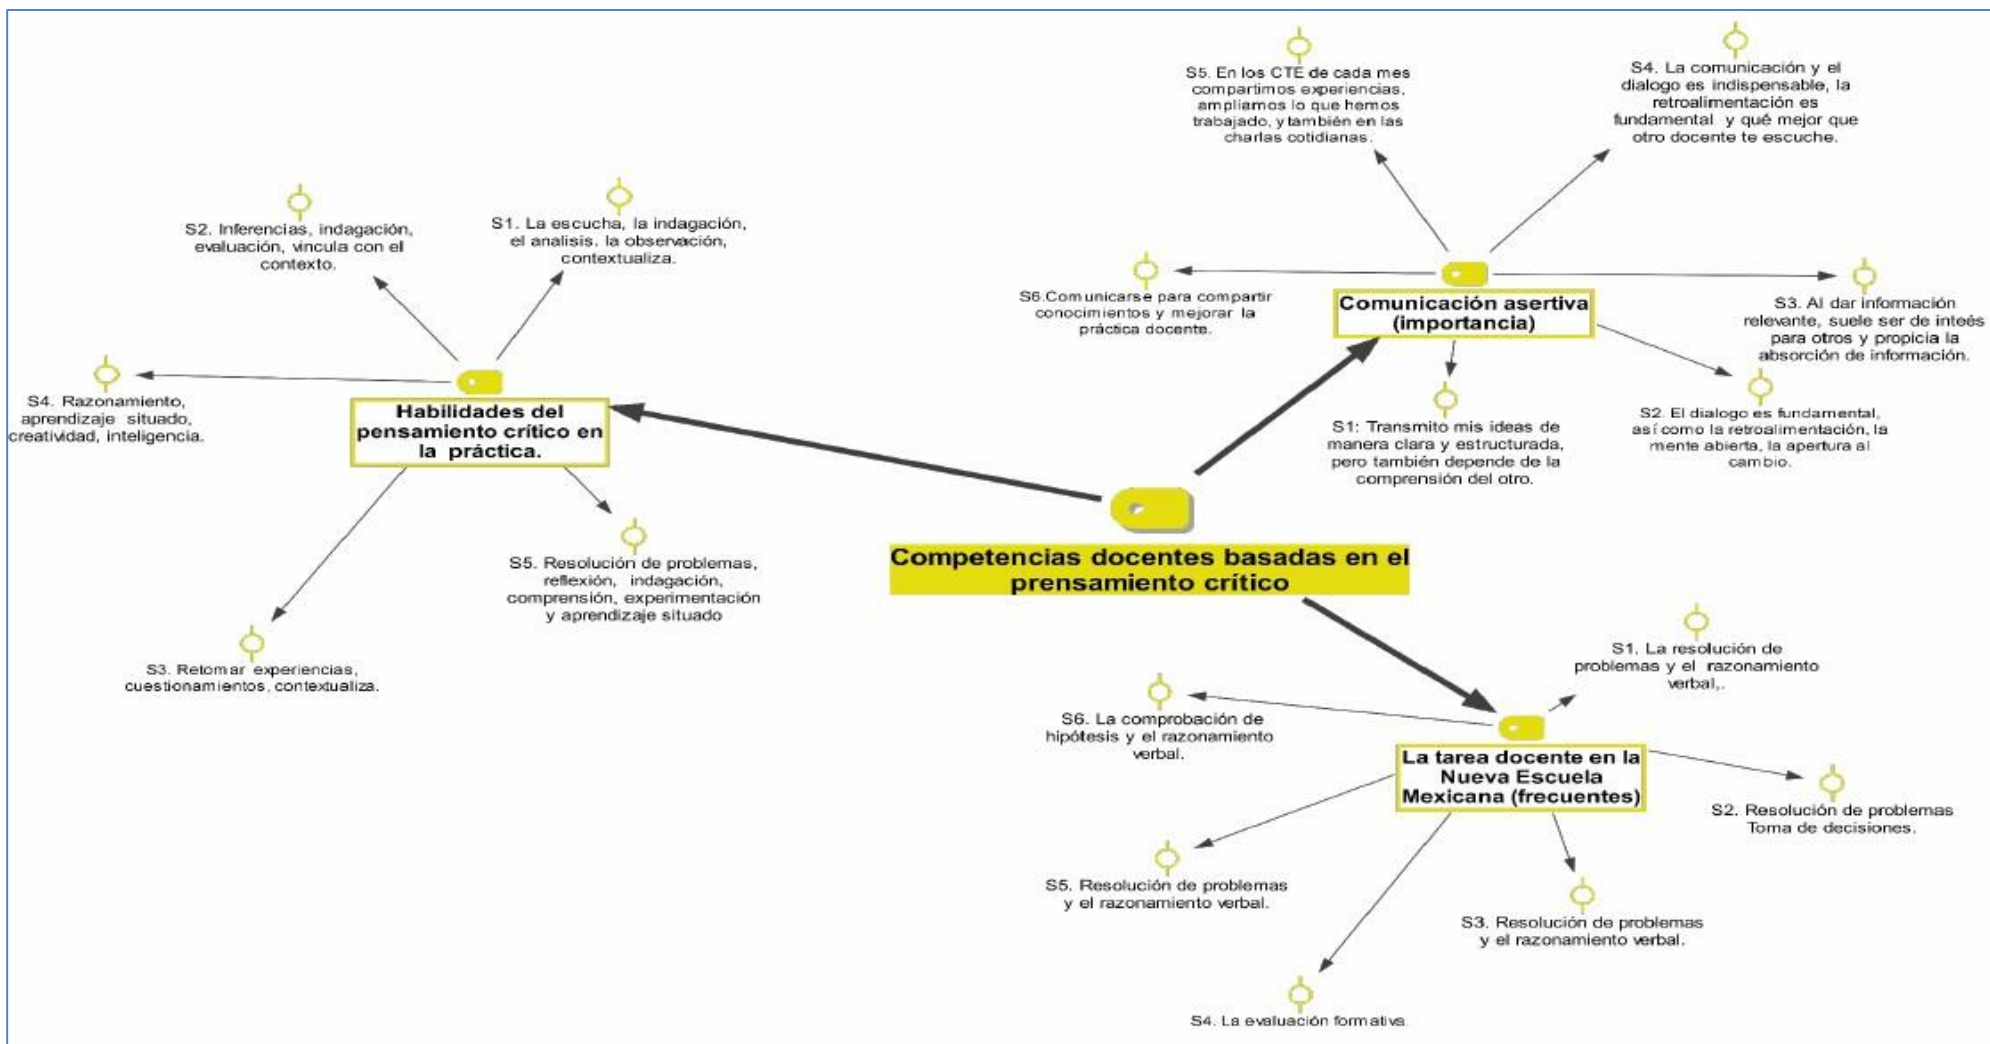 S5. En los CTE de cada mes
compartimos experiencias,
ampliamos lo que hemos
trabajado, y también en las
charlas cotidianas.
S4. La comunicación y el
dialogo es indispensable, la
retroalimentación es
fundamental y qué mejor que
otro docente te escuche.
S2. Inferencias, indagación,
evaluación, vincula con el
contexto.
S1. La escucha, la indagación,
el analisis. la observación,
contextualiza.
S6.Comunicarse para compartir
conocimientos y mejorar la
práctica docente.
Comunicación asertiva
(importancia)
S3. Al dar información
relevante, suele ser de inteés
para otros y propicia la
absorción de información.
S4. Razonamiento,
aprendizaje situado,
creatividad, inteligencia.
Habilidades del
pensamiento crítico en
la práctica.
S1: Transmito mis ideas de
manera clara y estructurada,
pero también depende de la
comprensión del otro.
S2. El dialogo es fundamental,
así como la retroalimentación, la
mente abierta, la apertura al
cambio.
S5. Resolución de problemas,
reflexión, indagación,
comprensión, experimentación
y aprendizaje situado
Competencias docentes basadas en el
prensamiento crítico
S3. Retomar experiencias,
cuestionamientos, contextualiza.
S1. La resolución de
problemas y el razonamiento
verbal,.
S6. La comprobación de
hipótesis y el razonamiento
verbal.
La tarea docente en la
Nueva Escuela
Mexicana (frecuentes)
S2. Resolución de problemas
Toma de decisiones.
S5. Resolución de problemas
y el razonamiento verbal.
S3. Resolución de problemas
y el razonamiento verbal.
S4. La evaluación formativa